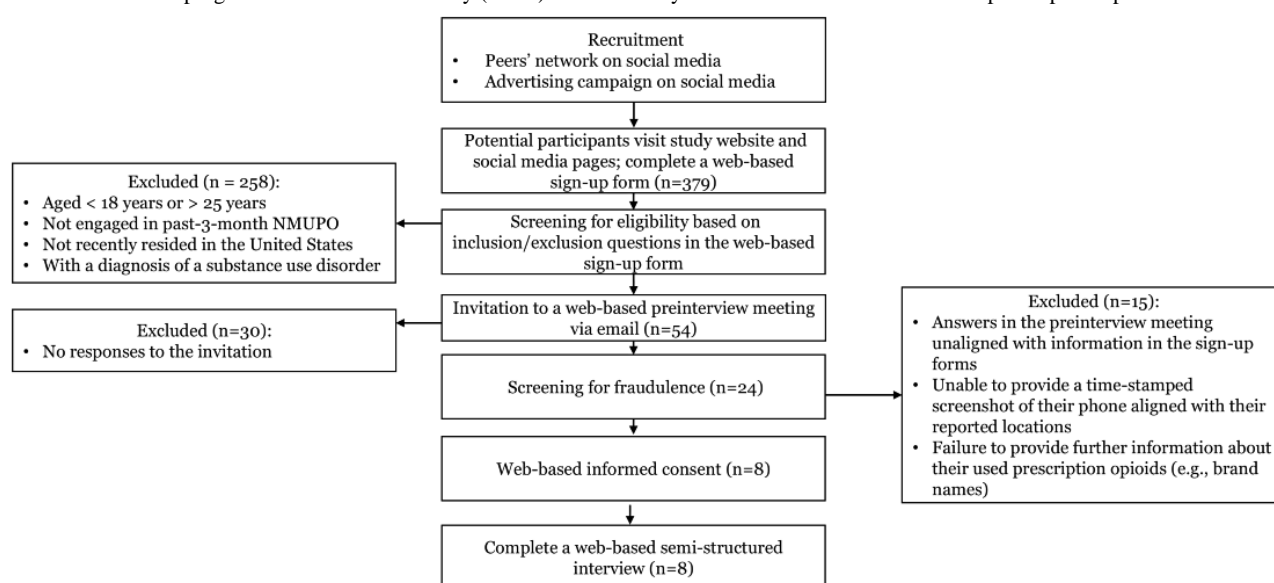 Recruitment
• Peers' network on social media
• Advertising campaign on social media
Potential participants visit study website and
social media pages; complete a web-based
sign-up form (n=379)
Excluded (n = 258):
• Aged < 18 years or > 25 years
• Not engaged in past-3-month NMUPO
• Not recently resided in the United States
• With a diagnosis of a substance use disorder
Screening for eligibility based on
inclusion/exclusion questions in the web-based
sign-up form
Invitation to a web-based preinterview meeting
via email (n=54)
Excluded (n=30):
• No responses to the invitation
Screening for fraudulence (n=24)
Excluded (n=15):
• Answers in the preinterview meeting
unaligned with information in the sign-up
forms
• Unable to provide a time-stamped
screenshot of their phone aligned with their
reported locations
• Failure to provide further information about
their used prescription opioids (e.g., brand
names)
Web-based informed consent (n=8)
Complete a web-based semi-structured
interview (n=8)